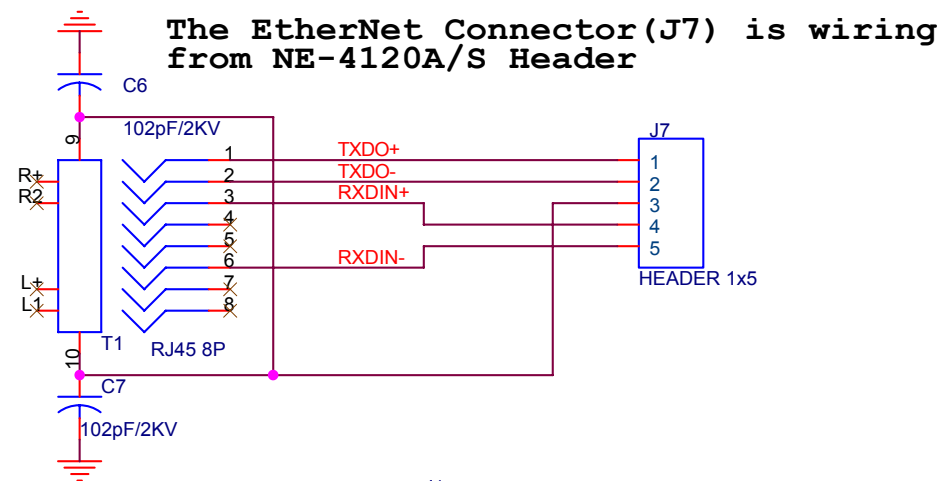 The EtherNet Connector(J7) is wiring
from NE-4120A/S Header
C6
102pF/2KV
9
J7
1 TXDO+ 1
R+ 2 TXDO- 2
R2 3 RXDIN+ 3
4 4
5 5
6 RXDIN-
HEADER 1x5
L+ 7
L1 8
T1
RJ45 8P
10
C7
102pF/2KV